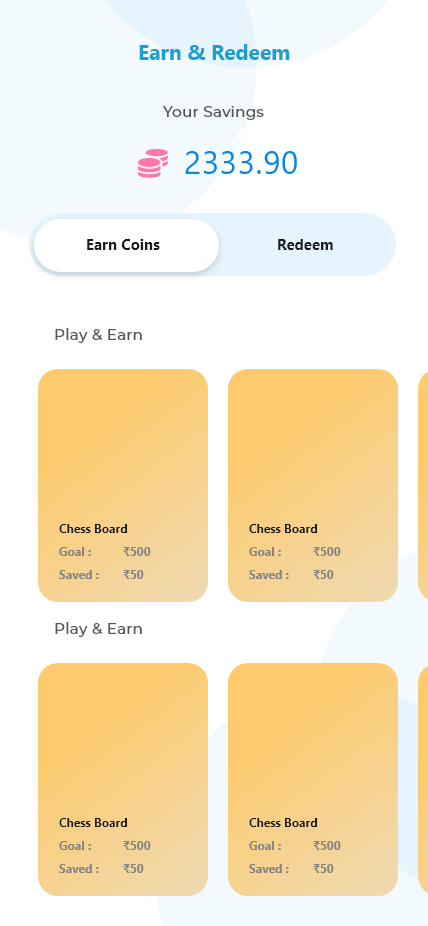 Earn & Redeem
Your Savings
2333.90
Earn Coins Redeem
Play & Earn
Chess Board Chess Board
Goal : ₹500 Goal : ₹500
Saved : ₹50 Saved : ₹50
Play & Earn
Chess Board Chess Board
Goal : ₹500 Goal : ₹500
Saved : ₹50 Saved : ₹50